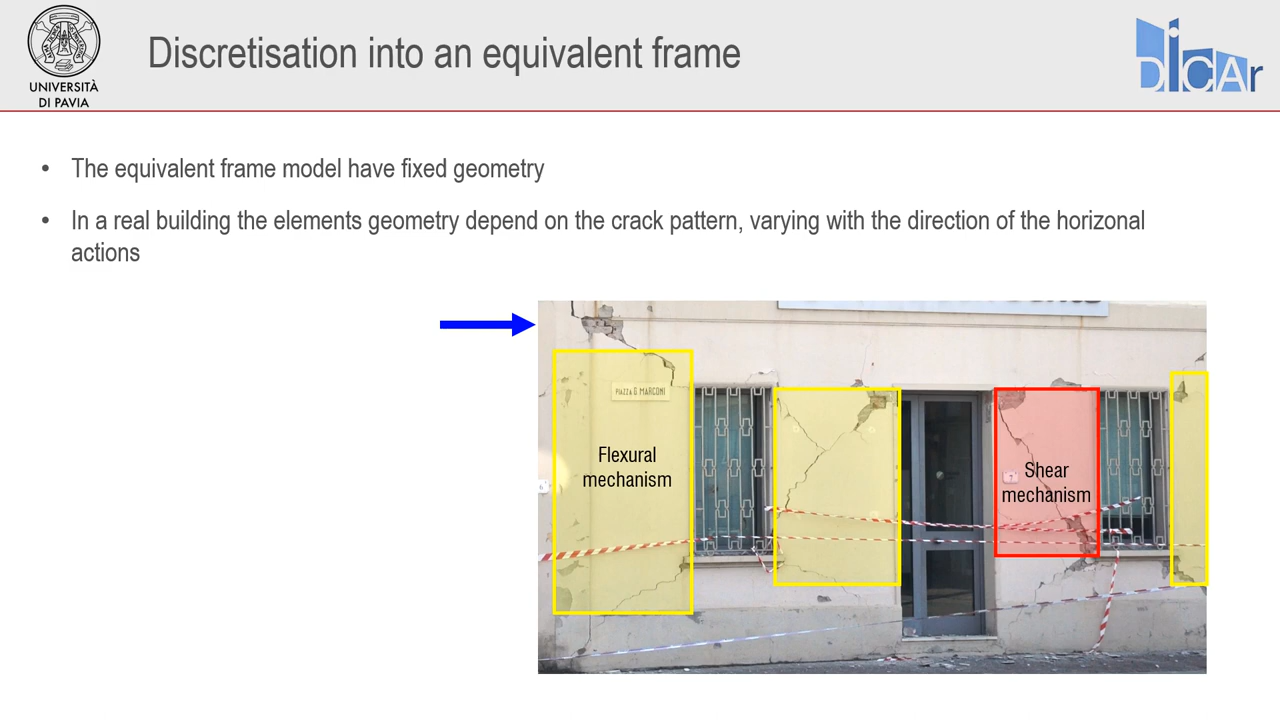 UNIVERSITÀ
DI PAVIA
Discretisation into an equivalent frame
DICAr
• The equivalent frame model have fixed geometry
• In a real building the elements geometry depend on the crack pattern, varying with the direction of the horizonal
actions
PIAZZA G MARCONI
Flexural
mechanism
Shear
mechanism
7